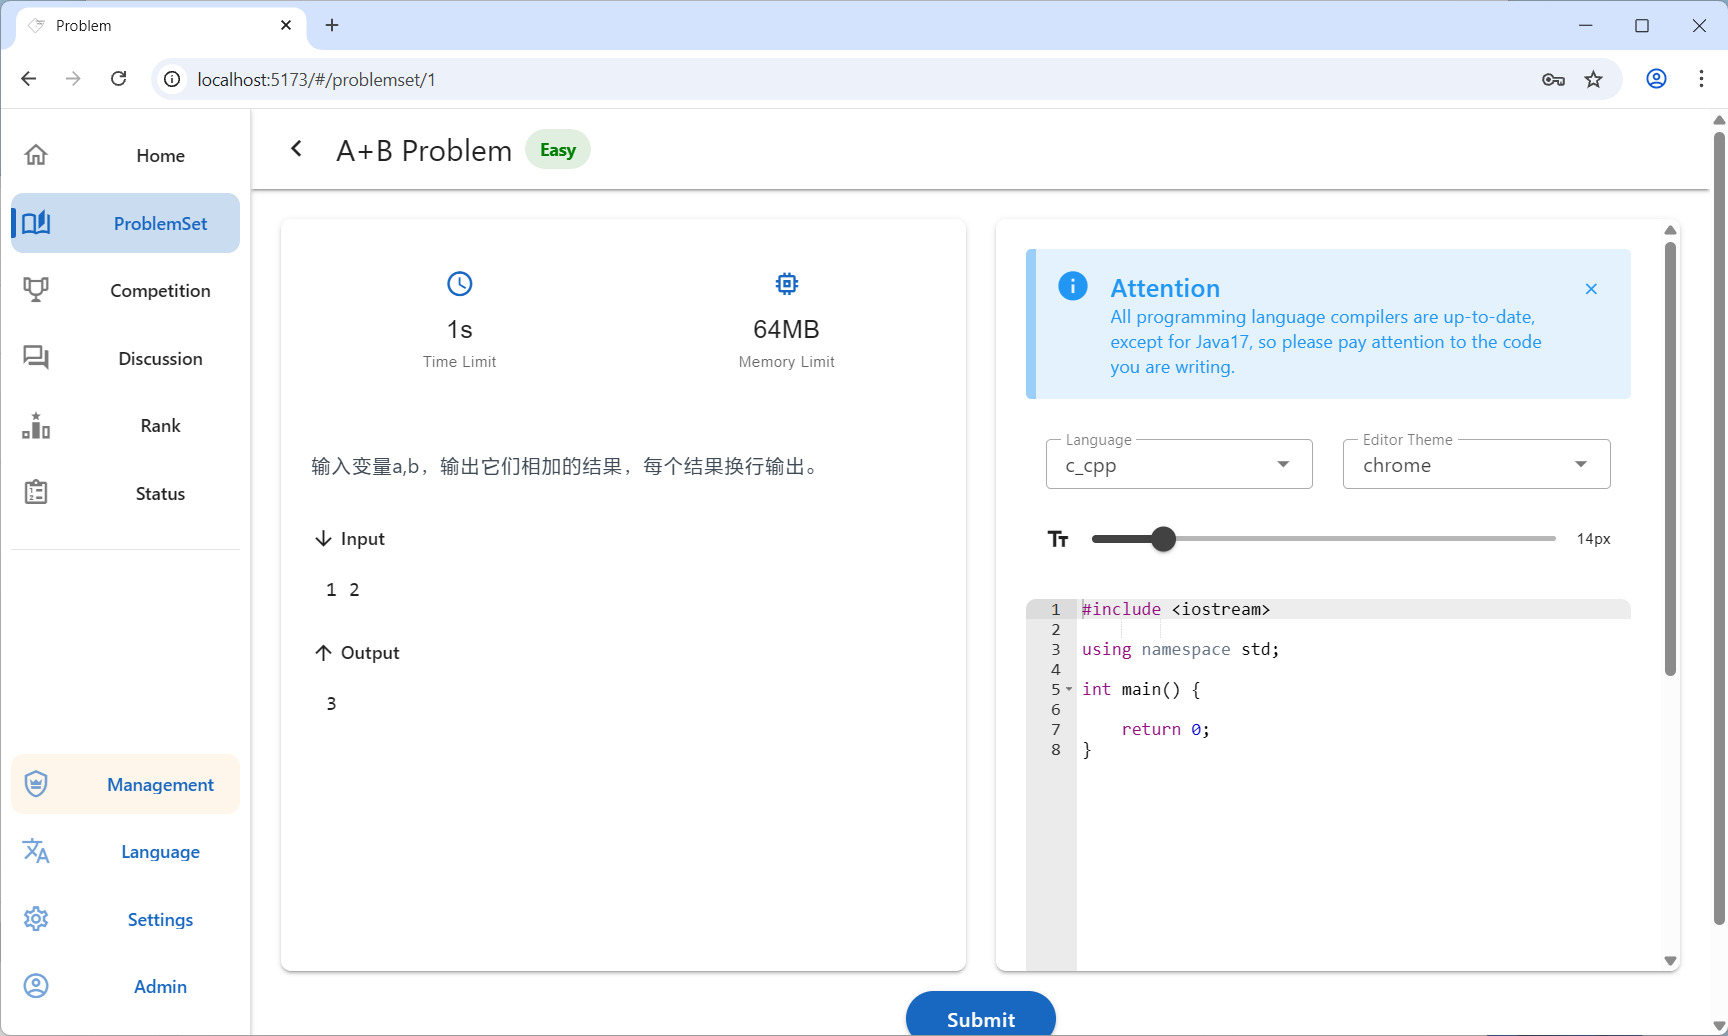 Problem
localhost:5173/#/problemset/1
Home
ProblemSet
Competition
Discussion
Rank
Status
Management
Language
Settings
Admin
A+B Problem
Easy
1s
Time Limit
64MB
Memory Limit
输入变量a,b，输出它们相加的结果，每个结果换行输出。
Input
1 2
Output
3
Attention
All programming language compilers are up-to-date,
except for Java17, so please pay attention to the code
you are writing.
Language
c_cpp
Editor Theme
chrome
14px
1 #include <iostream>
2
3 using namespace std;
4
5 int main() {
6
7     return 0;
8 }
Submit